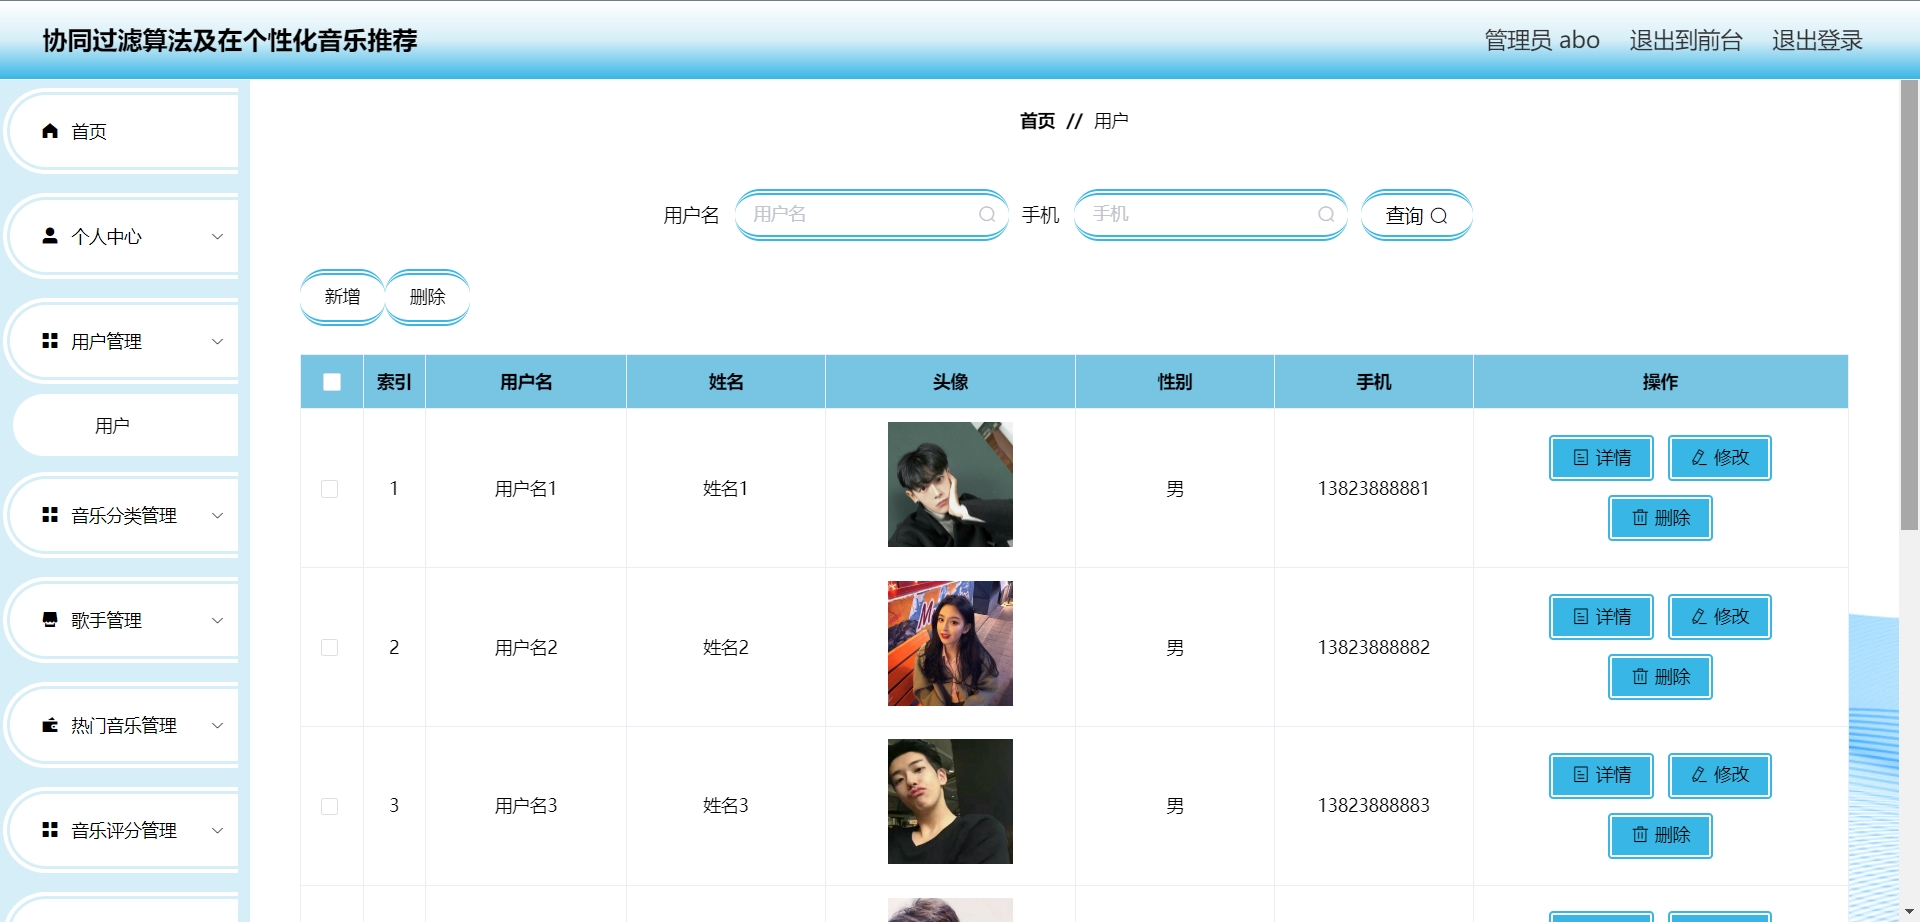 协同过滤算法及在个性化音乐推荐
管理员 abo 退出到前台 退出登录
首页
个人中心
用户管理
用户
音乐分类管理
歌手管理
热门音乐管理
音乐评分管理
首页 // 用户
用户名 用户名 手机 手机 查询
新增 删除
索引 用户名 姓名 头像 性别 手机 操作
1 用户名1 姓名1 男 13823888881 详情 修改
删除
2 用户名2 姓名2 男 13823888882 详情 修改
删除
3 用户名3 姓名3 男 13823888883 详情 修改
删除